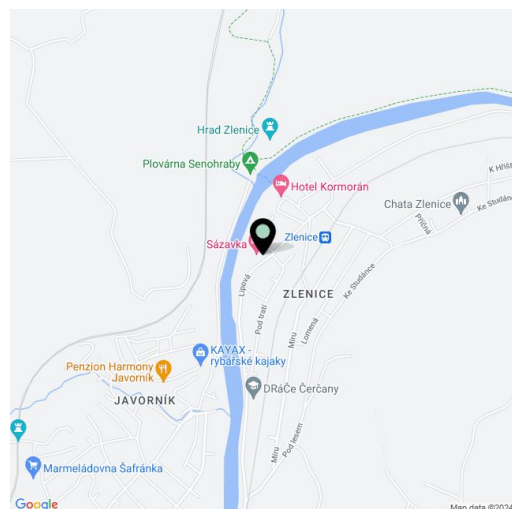 Hrad Zlenice
Plovárna Senohraby
Hotel Kormorán
K Hřišt
Chata Zlenice
Ke Studánce
Příčná
Sázavka
Zlenice
Ke Studánce
Lipová
ZLENICE
Pod tratí
Míru
Lomená
KAYAX -
rybářské kajaky
Penzion Harmony
Javorník
DRáČe Čerčany
JAVORNÍK
Míru
Pod lesem
Marmeládovna Šafránka
Google
Map data ©2024